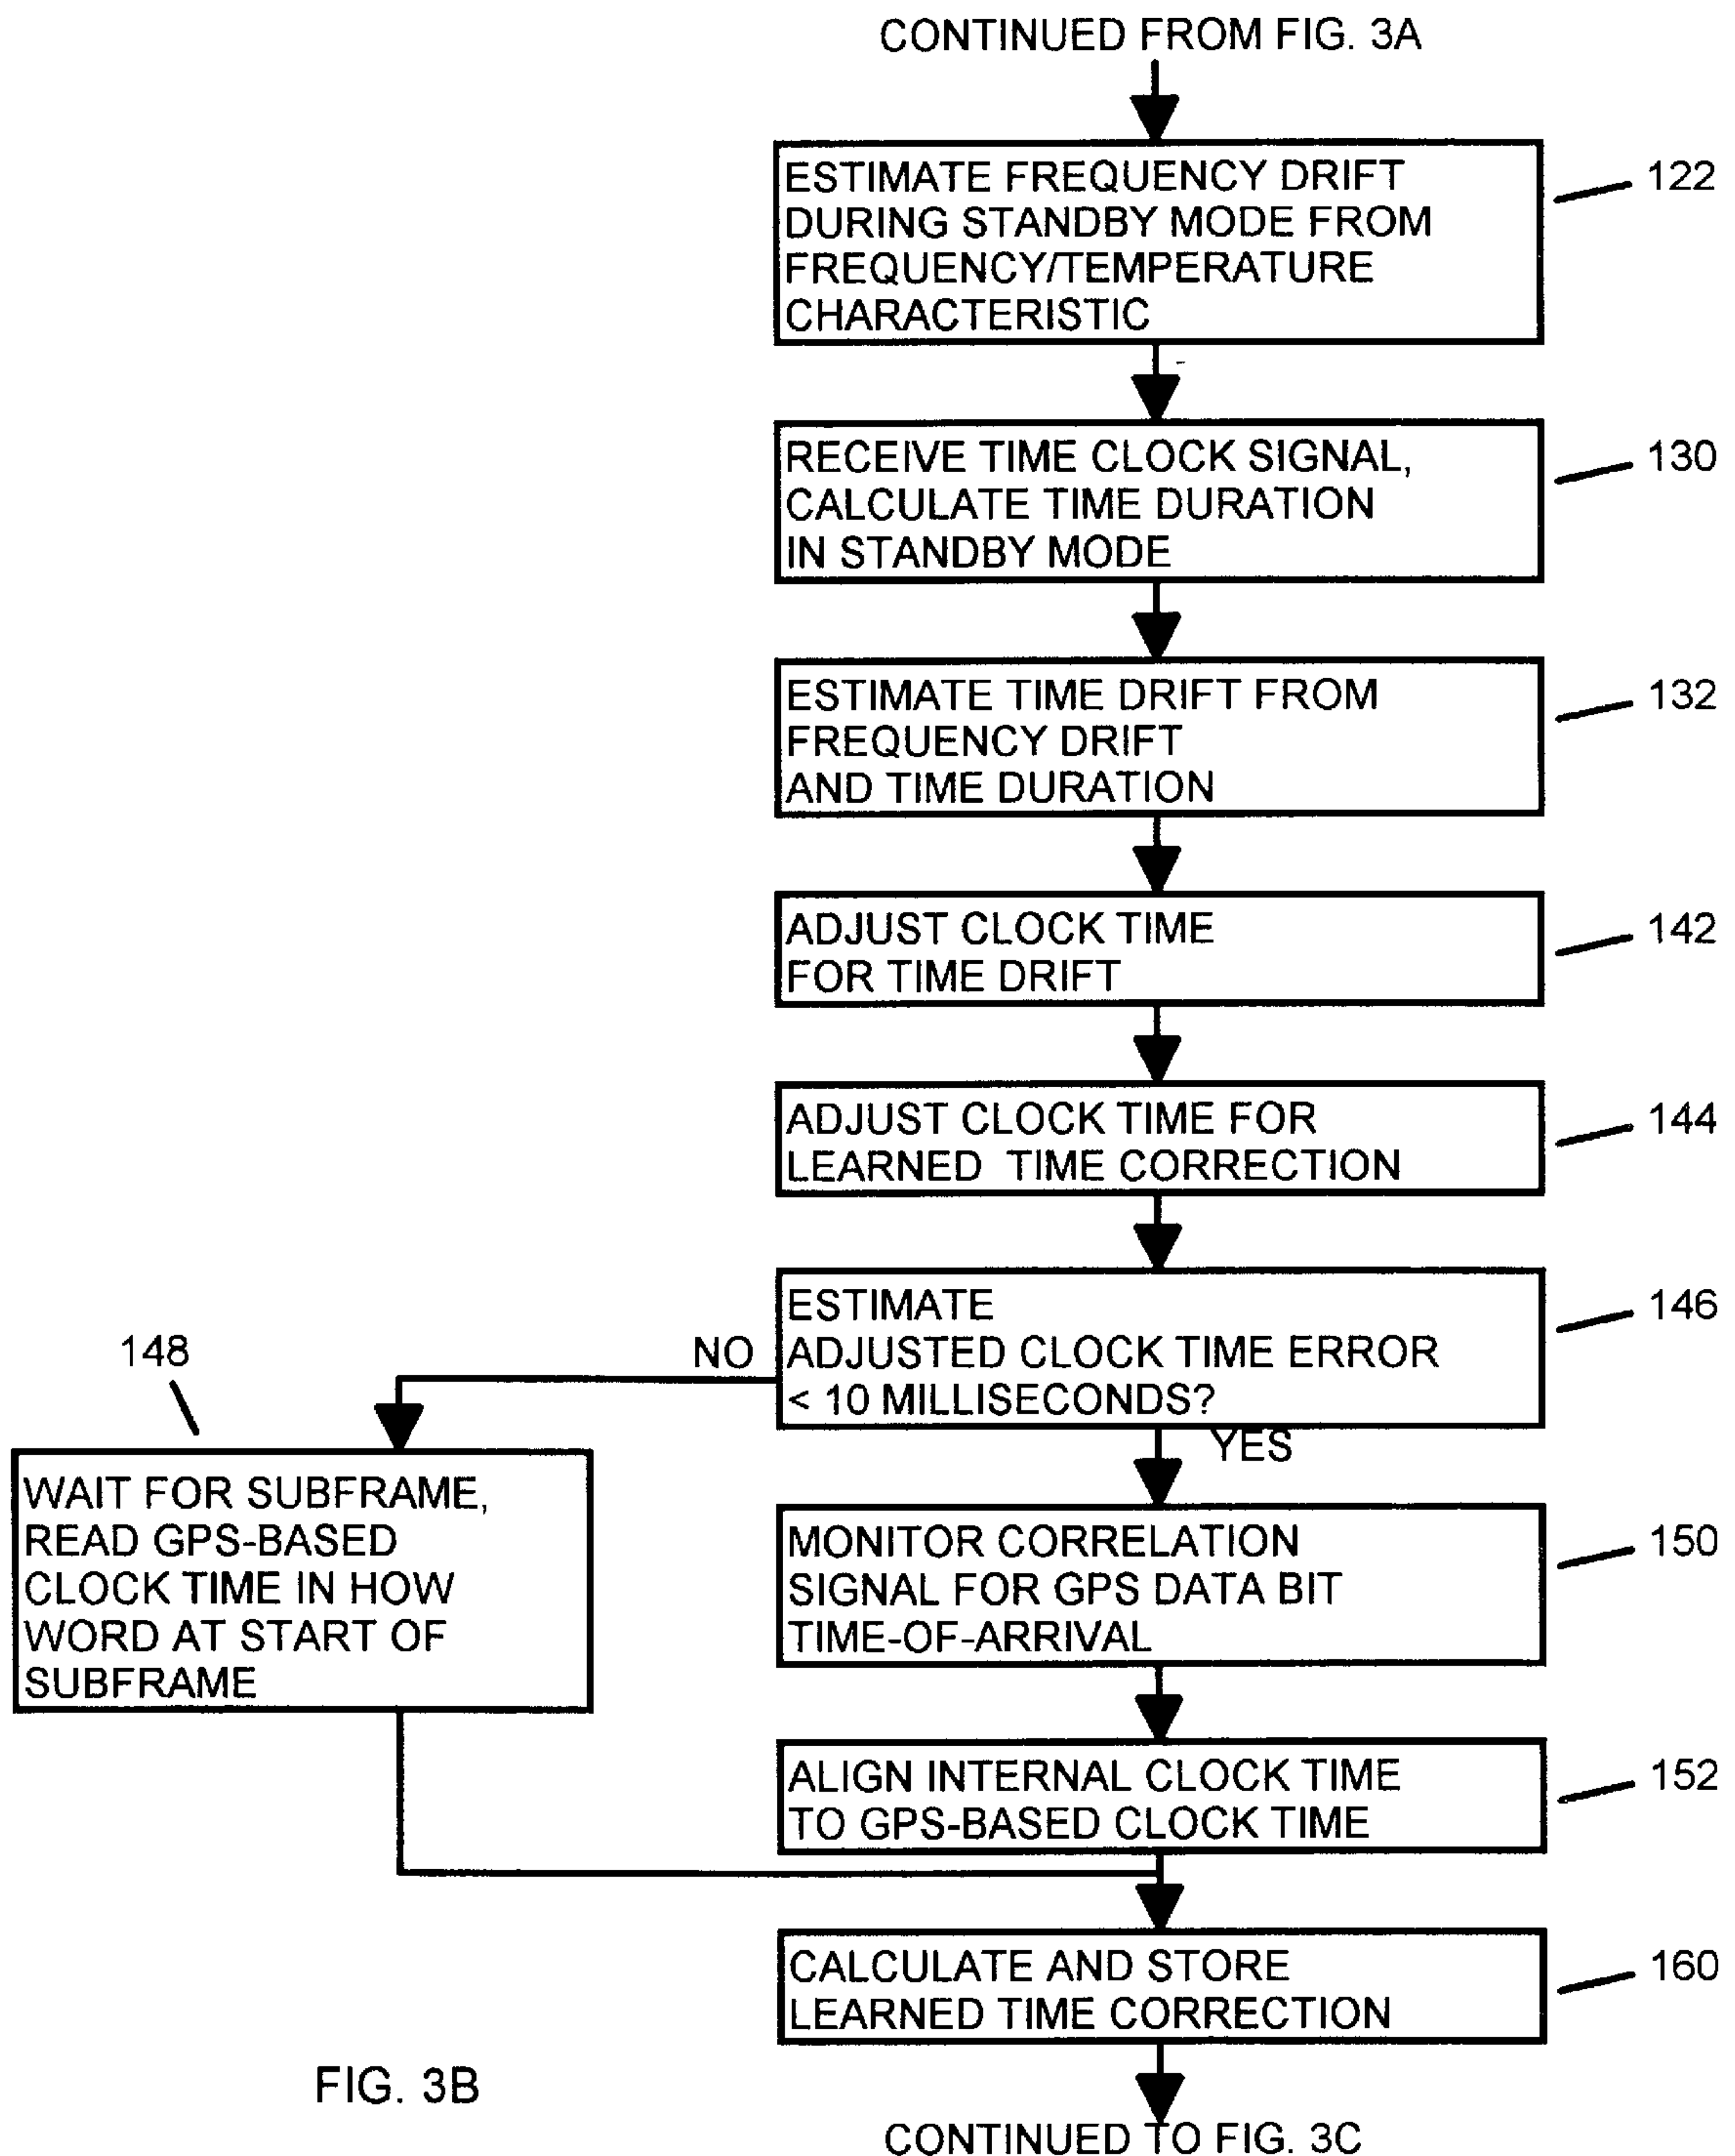 CONTINUED FROM FIG. 3A
ESTIMATE FREQUENCY DRIFT
DURING STANDBY MODE FROM
FREQUENCY/TEMPERATURE
CHARACTERISTIC
122
RECEIVE TIME CLOCK SIGNAL,
CALCULATE TIME DURATION
IN STANDBY MODE
130
ESTIMATE TIME DRIFT FROM
FREQUENCY DRIFT
AND TIME DURATION
132
ADJUST CLOCK TIME
FOR TIME DRIFT
142
ADJUST CLOCK TIME FOR
LEARNED TIME CORRECTION
144
ESTIMATE
ADJUSTED CLOCK TIME ERROR
< 10 MILLISECONDS?
146
NO
YES
148
WAIT FOR SUBFRAME,
READ GPS-BASED
CLOCK TIME IN HOW
WORD AT START OF
SUBFRAME
MONITOR CORRELATION
SIGNAL FOR GPS DATA BIT
TIME-OF-ARRIVAL
150
ALIGN INTERNAL CLOCK TIME
TO GPS-BASED CLOCK TIME
152
CALCULATE AND STORE
LEARNED TIME CORRECTION
160
FIG. 3B
CONTINUED TO FIG. 3C